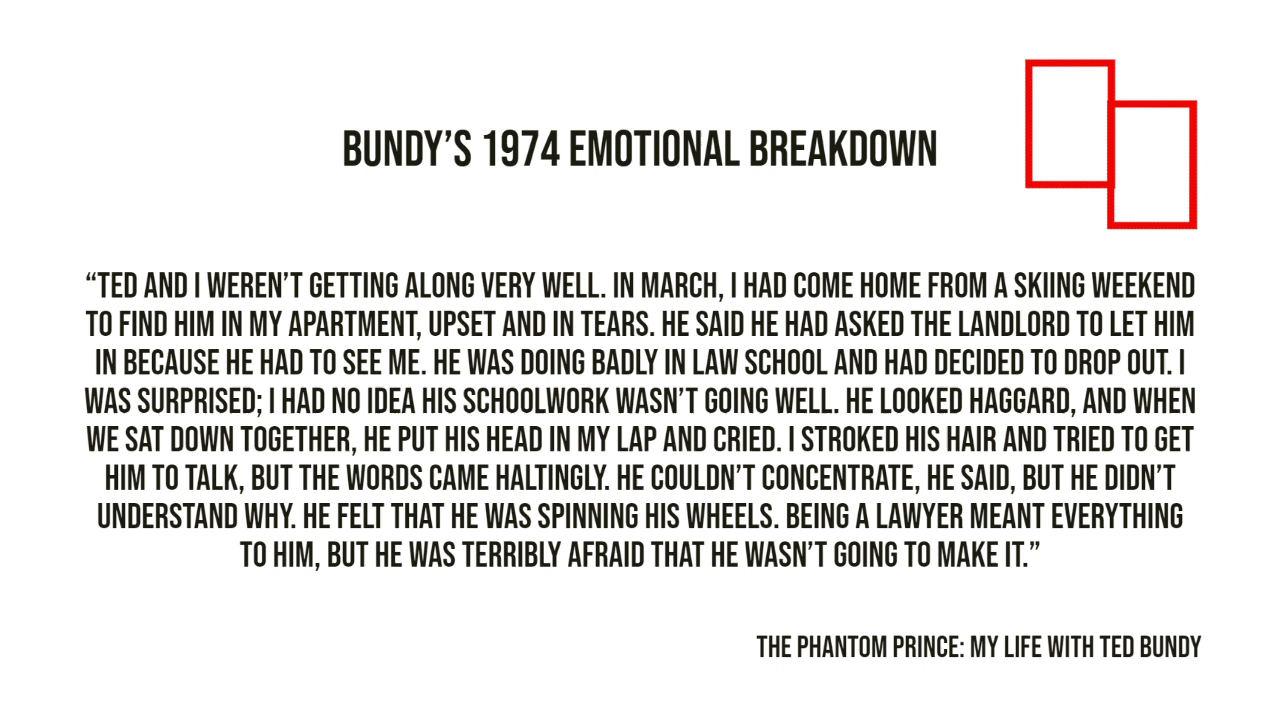 BUNDY’S 1974 EMOTIONAL BREAKDOWN
“TED AND I WEREN’T GETTING ALONG VERY WELL. IN MARCH, I HAD COME HOME FROM A SKIING WEEKEND
TO FIND HIM IN MY APARTMENT, UPSET AND IN TEARS. HE SAID HE HAD ASKED THE LANDLORD TO LET HIM
IN BECAUSE HE HAD TO SEE ME. HE WAS DOING BADLY IN LAW SCHOOL AND HAD DECIDED TO DROP OUT. I
WAS SURPRISED; I HAD NO IDEA HIS SCHOOLWORK WASN’T GOING WELL. HE LOOKED HAGGARD, AND WHEN
WE SAT DOWN TOGETHER, HE PUT HIS HEAD IN MY LAP AND CRIED. I STROKED HIS HAIR AND TRIED TO GET
HIM TO TALK, BUT THE WORDS CAME HALTINGLY. HE COULDN’T CONCENTRATE, HE SAID, BUT HE DIDN’T
UNDERSTAND WHY. HE FELT THAT HE WAS SPINNING HIS WHEELS. BEING A LAWYER MEANT EVERYTHING
TO HIM, BUT HE WAS TERRIBLY AFRAID THAT HE WASN’T GOING TO MAKE IT.”
THE PHANTOM PRINCE: MY LIFE WITH TED BUNDY